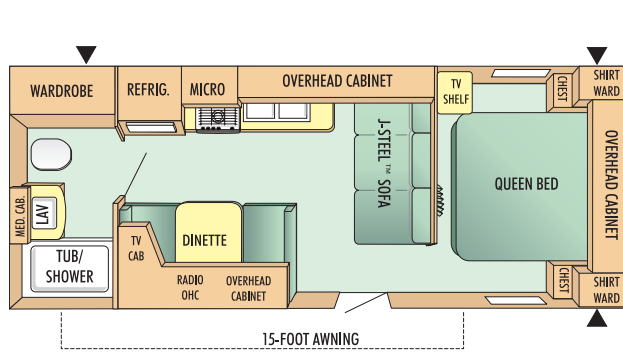 WARDROBE
REFRIG.
MICRO
OVERHEAD CABINET
TV
SHELF
CHEST
SHIRT
WARD
J-STEEL™ SOFA
QUEEN BED
OVERHEAD CABINET
MED. CAB.
LAV
TUB/
SHOWER
TV
CAB
DINETTE
RADIO
OHC
OVERHEAD
CABINET
CHEST
SHIRT
WARD
15-FOOT AWNING